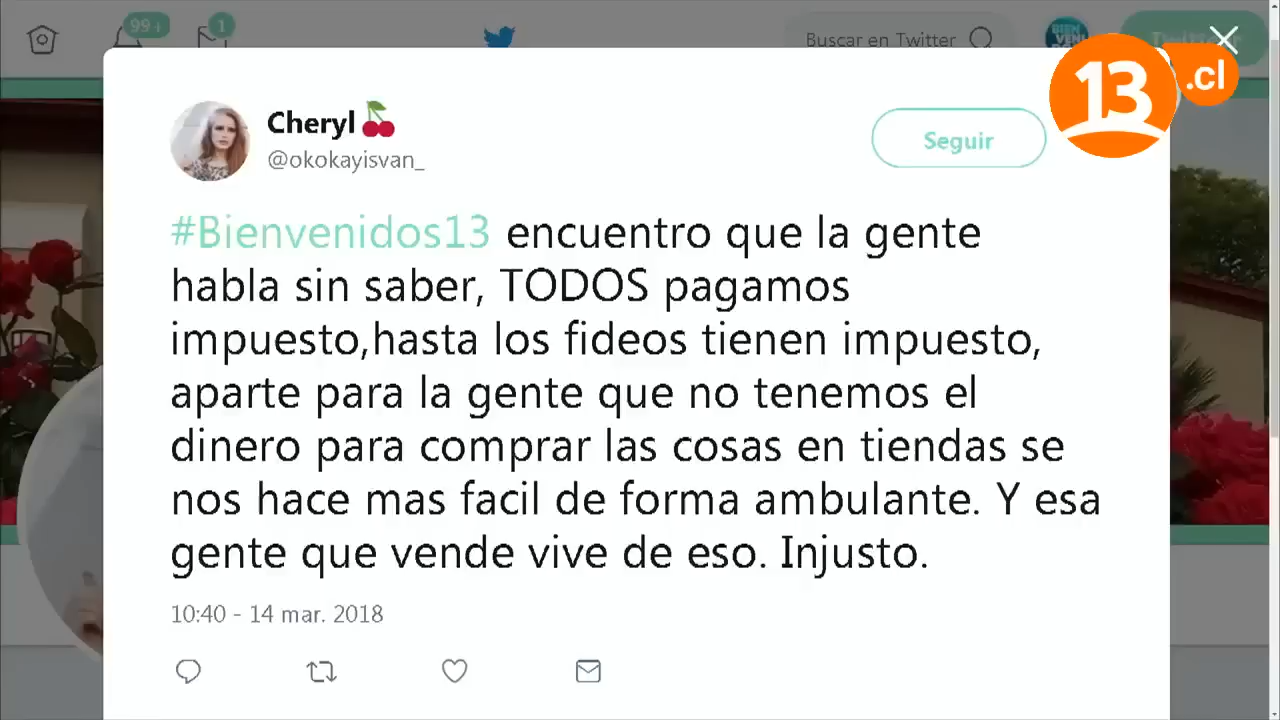 99+
1
Buscar en Twitter
BIEN
VENI
13
.cl
Cheryl
@okokayisvan_
Seguir
#Bienvenidos13 encuentro que la gente
habla sin saber, TODOS pagamos
impuesto,hasta los fideos tienen impuesto,
aparte para la gente que no tenemos el
dinero para comprar las cosas en tiendas se
nos hace mas facil de forma ambulante. Y esa
gente que vende vive de eso. Injusto.
10:40 - 14 mar. 2018